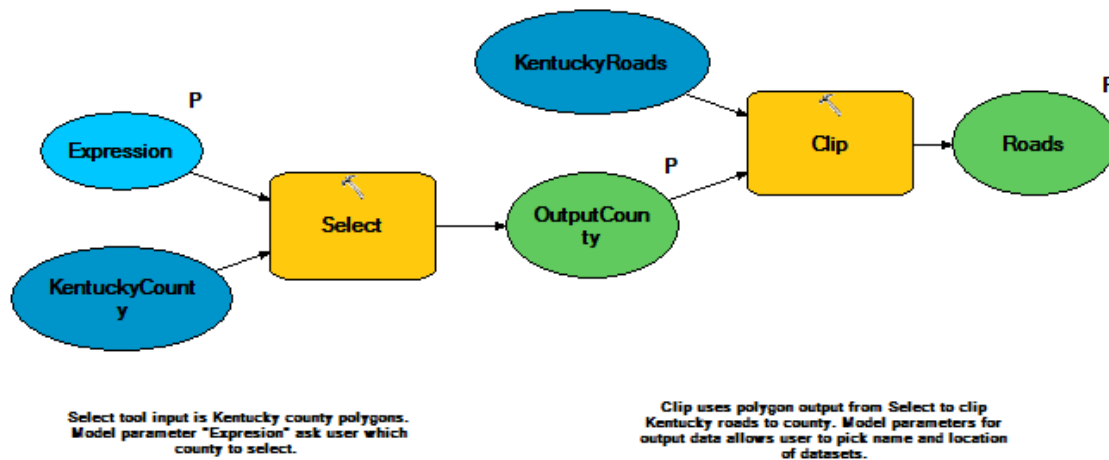 KentuckyRoads
P
P
Expression
Clip
Roads
P
Select
OutputCoun
ty
KentuckyCount
y
Select tool input is Kentucky county polygons.
Model parameter "Expresion" ask user which
county to select.
Clip uses polygon output from Select to clip
Kentucky roads to county. Model parameters for
output data allows user to pick name and location
of datasets.